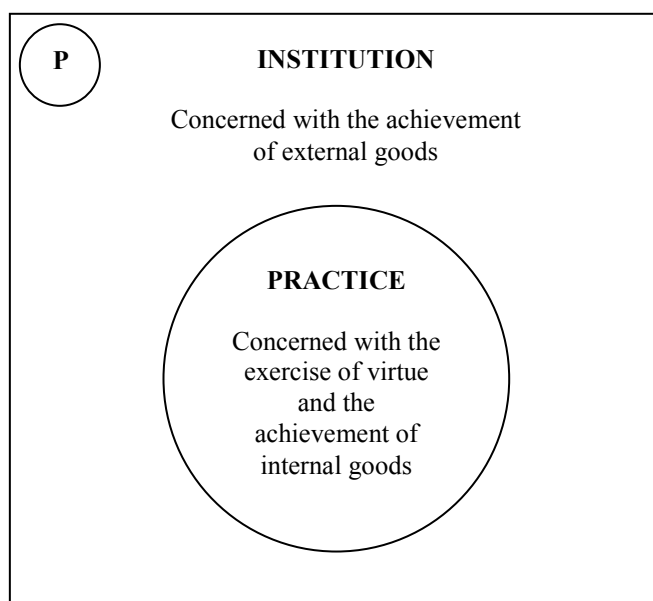 P
INSTITUTION
Concerned with the achievement
of external goods
PRACTICE
Concerned with the
exercise of virtue
and the
achievement of
internal goods